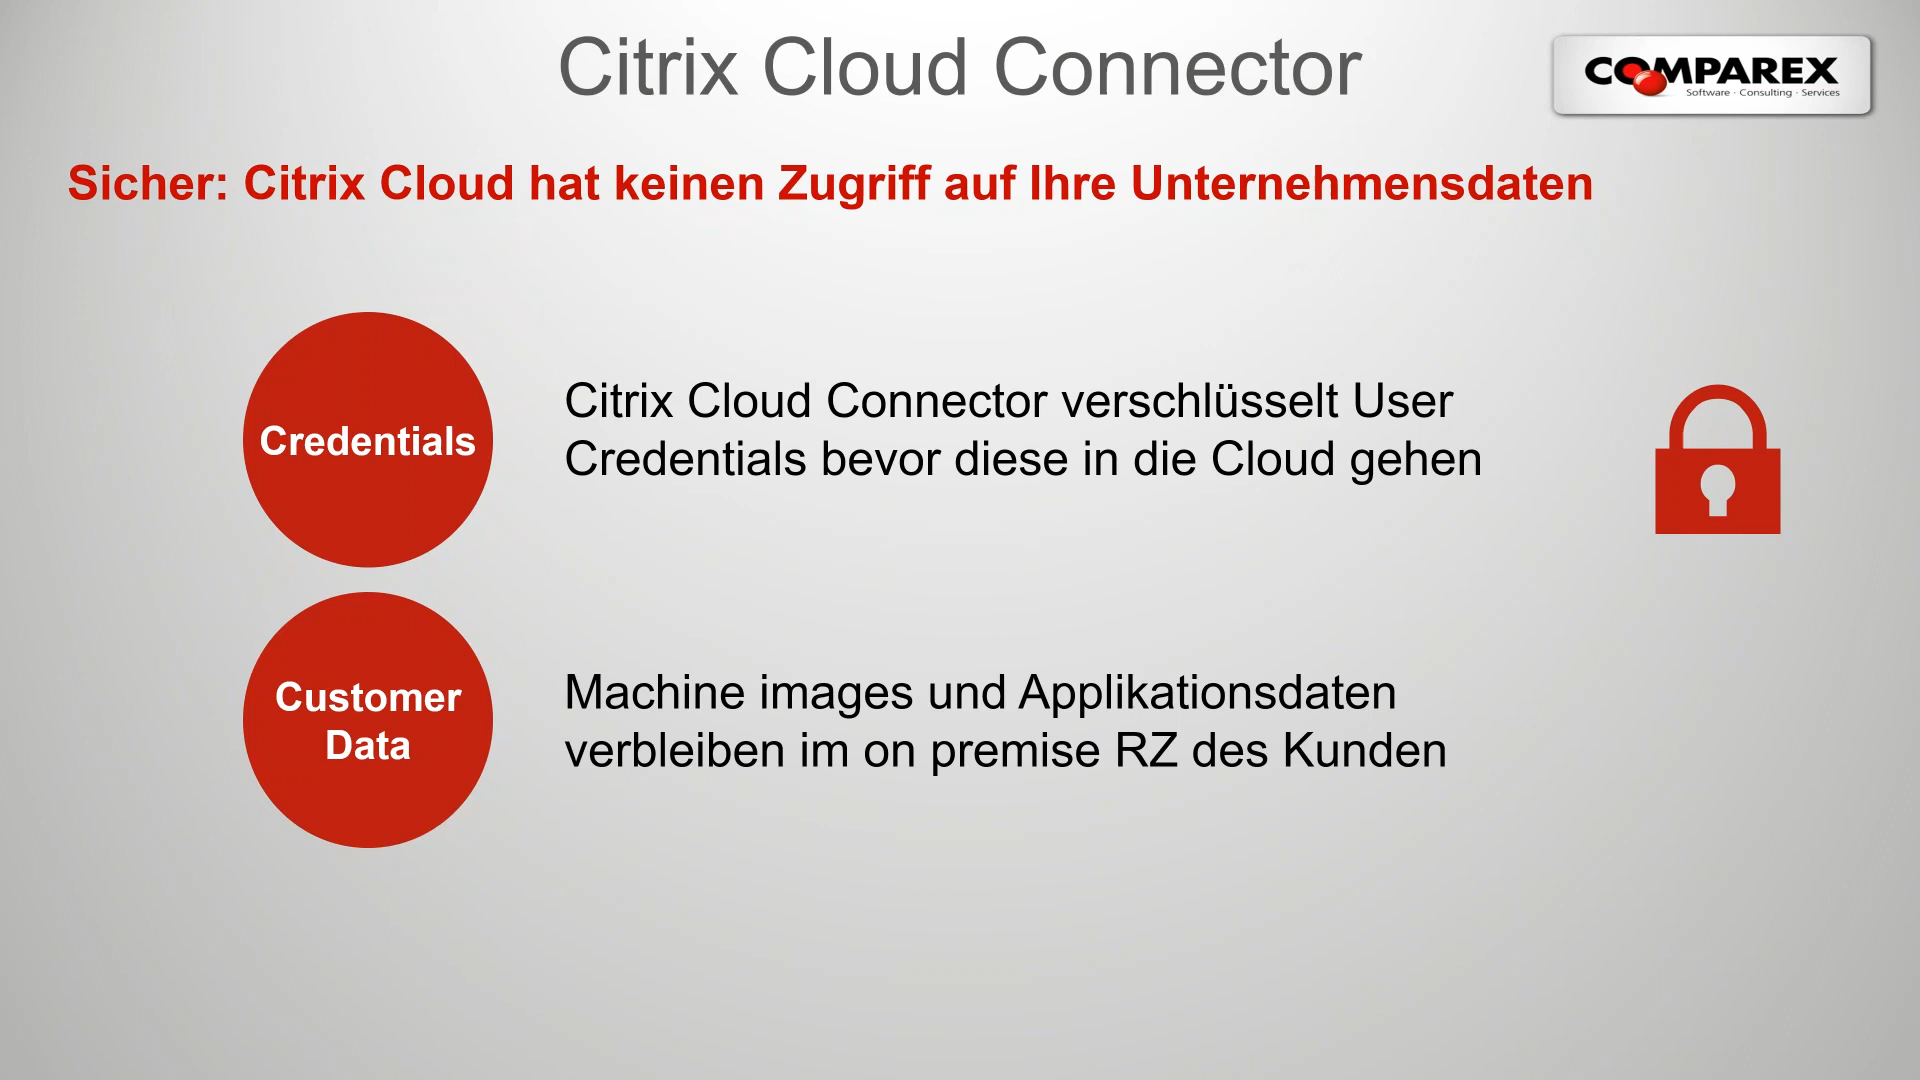 Citrix Cloud Connector
COMPAREX
Software · Consulting · Services
Sicher: Citrix Cloud hat keinen Zugriff auf Ihre Unternehmensdaten
Credentials
Citrix Cloud Connector verschlüsselt User
Credentials bevor diese in die Cloud gehen
Customer
Data
Machine images und Applikationsdaten
verbleiben im on premise RZ des Kunden